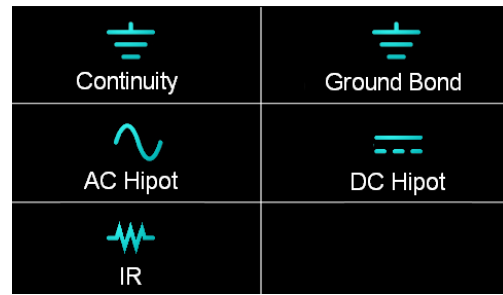 Continuity
Ground Bond
AC Hipot
DC Hipot
IR